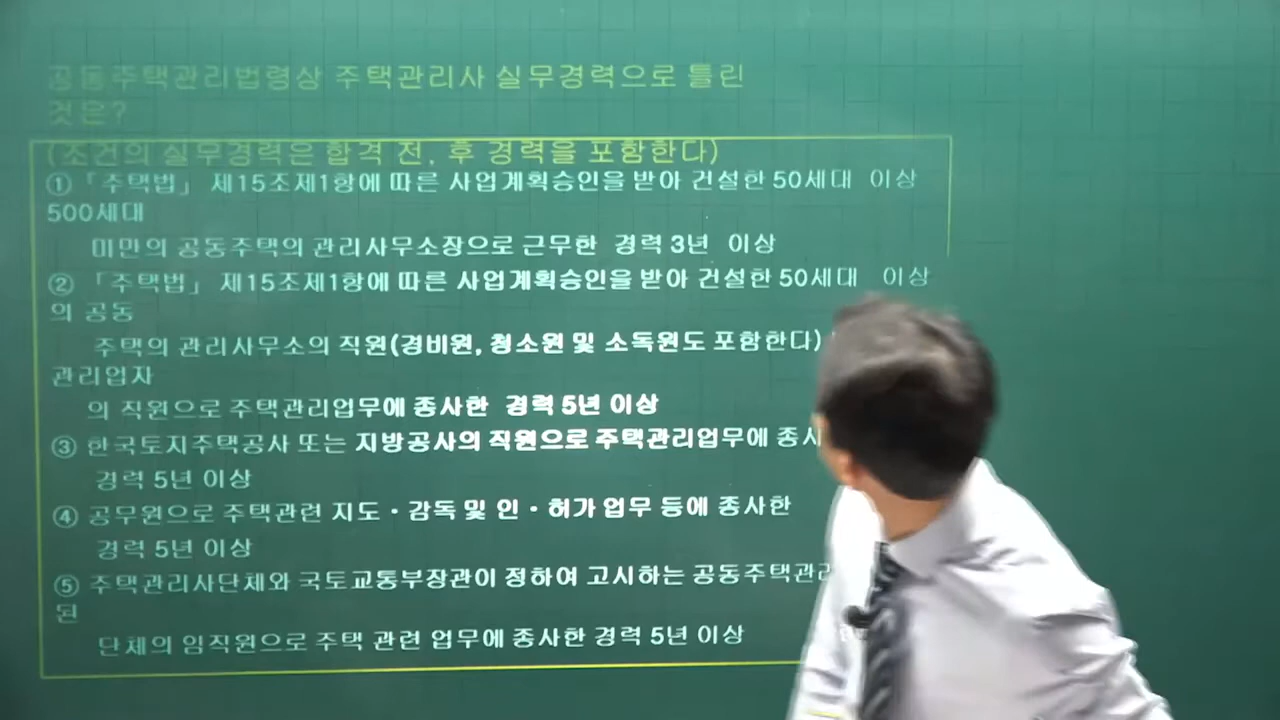 공동주택관리법령상 주택관리사 실무경력으로 틀린
것은?
(조건의 실무경력은 합격 전, 후 경력을 포함한다)
①「주택법」 제15조제1항에 따른 사업계획승인을 받아 건설한 50세대 이상
500세대
미만의 공동주택의 관리사무소장으로 근무한 경력 3년 이상
②「주택법」 제15조제1항에 따른 사업계획승인을 받아 건설한 50세대 이상
의 공동
주택의 관리사무소의 직원(경비원, 청소원 및 소독원도 포함한다)
관리업자
의 직원으로 주택관리업무에 종사한 경력 5년 이상
③ 한국토지주택공사 또는 지방공사의 직원으로 주택관리업무에
경력 5년 이상
④ 공무원으로 주택관련 지도·감독 및 인·허가 업무 등에 종사한
경력 5년 이상
⑤ 주택관리사단체와 국토교통부장관이 정하여 고시하는
된
단체의 임직원으로 주택 관련 업무에 종사한 경력 5년 이상